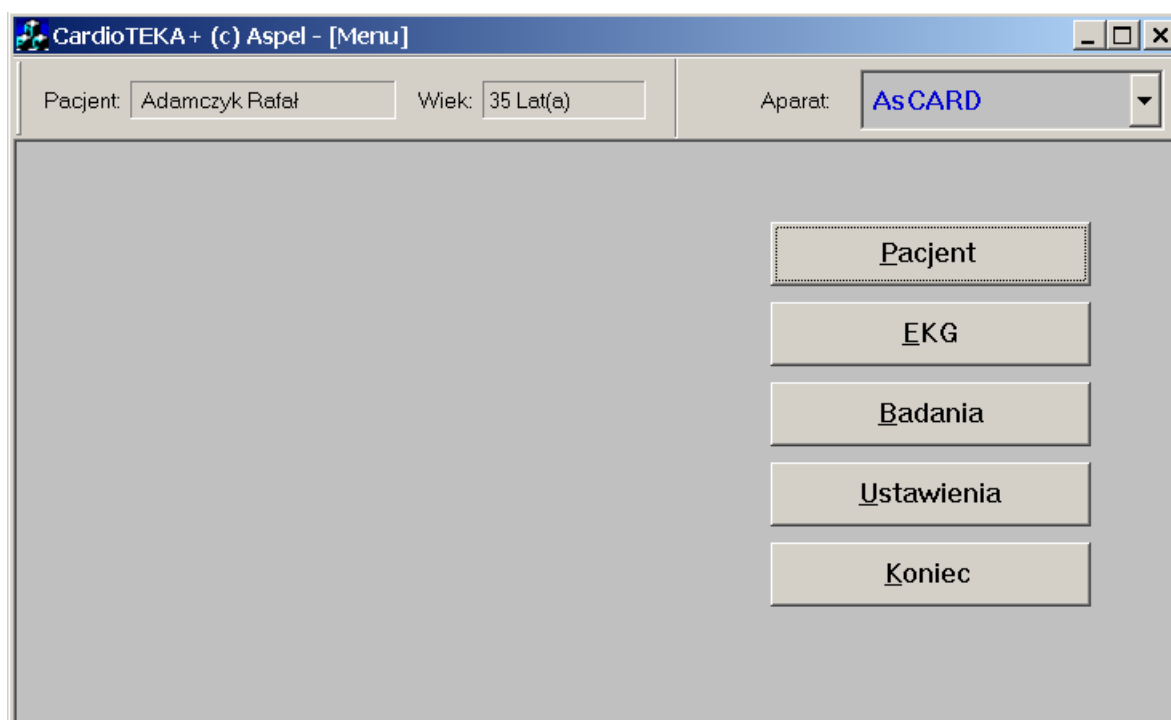 CardioTEKA+ (c) Aspel - [Menu]
Pacjent: Adamczyk Rafał Wiek: 35 Lat(a) Aparat: AsCARD
Pacjent
EKG
Badania
Ustawienia
Koniec